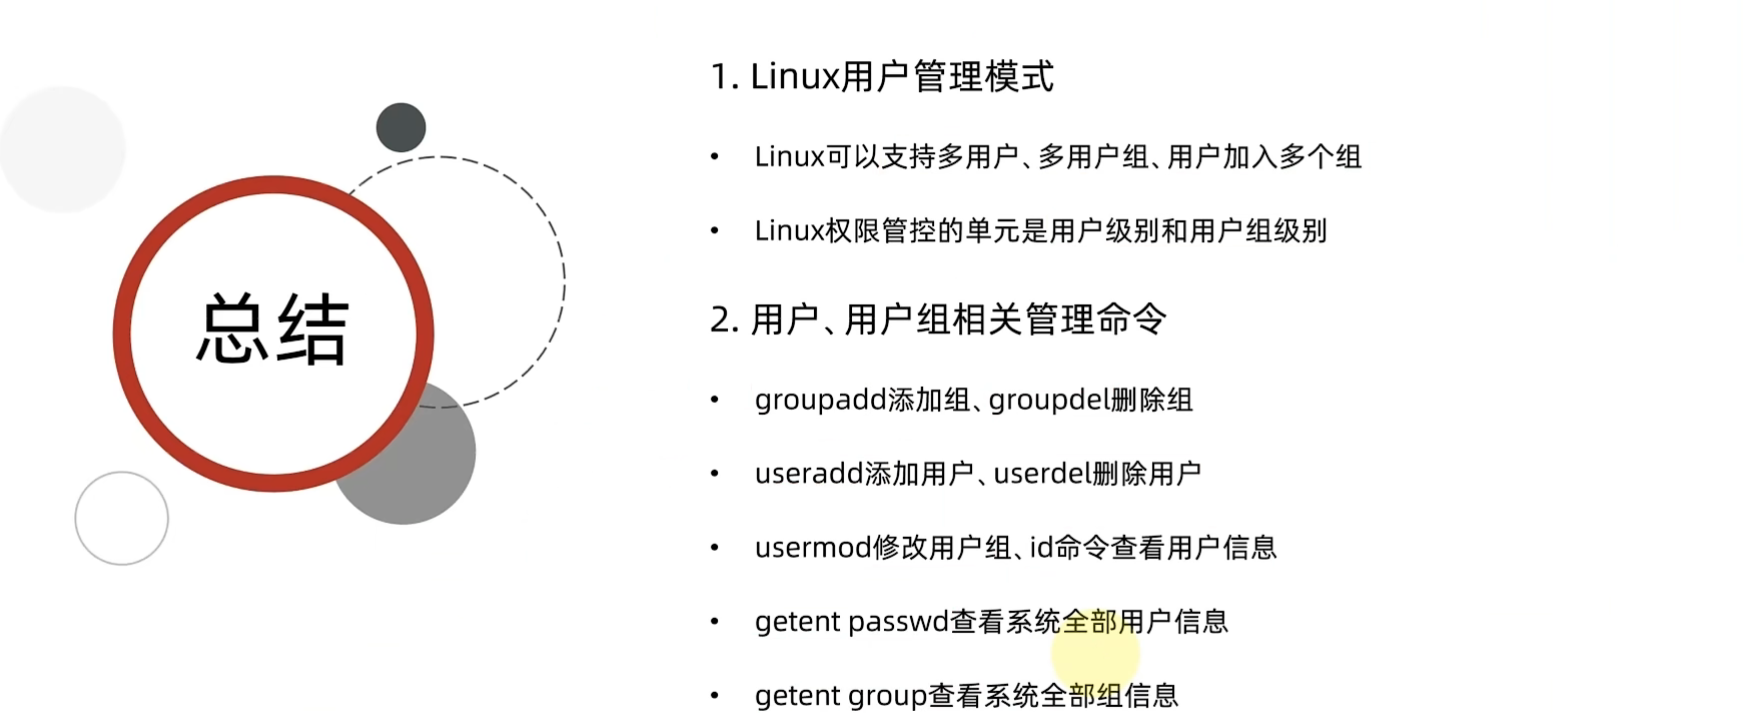 总结
1. Linux用户管理模式
• Linux可以支持多用户、多用户组、用户加入多个组
• Linux权限管控的单元是用户级别和用户组级别
2. 用户、用户组相关管理命令
• groupadd添加组、groupdel删除组
• useradd添加用户、userdel删除用户
• usermod修改用户组、id命令查看用户信息
• getent passwd查看系统全部用户信息
• getent group查看系统全部组信息